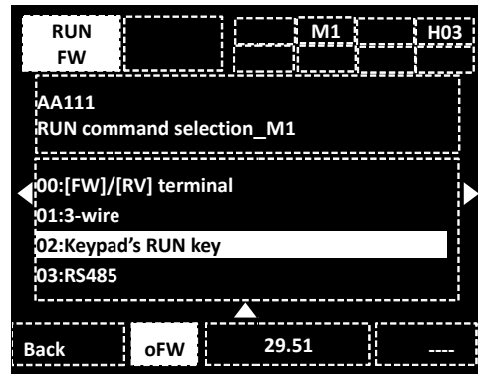 RUN
FW
M1
H03
AA111
RUN command selection_M1
00:[FW]/[RV] terminal
01:3-wire
02:Keypad's RUN key
03:RS485
Back oFW 29.51 ----